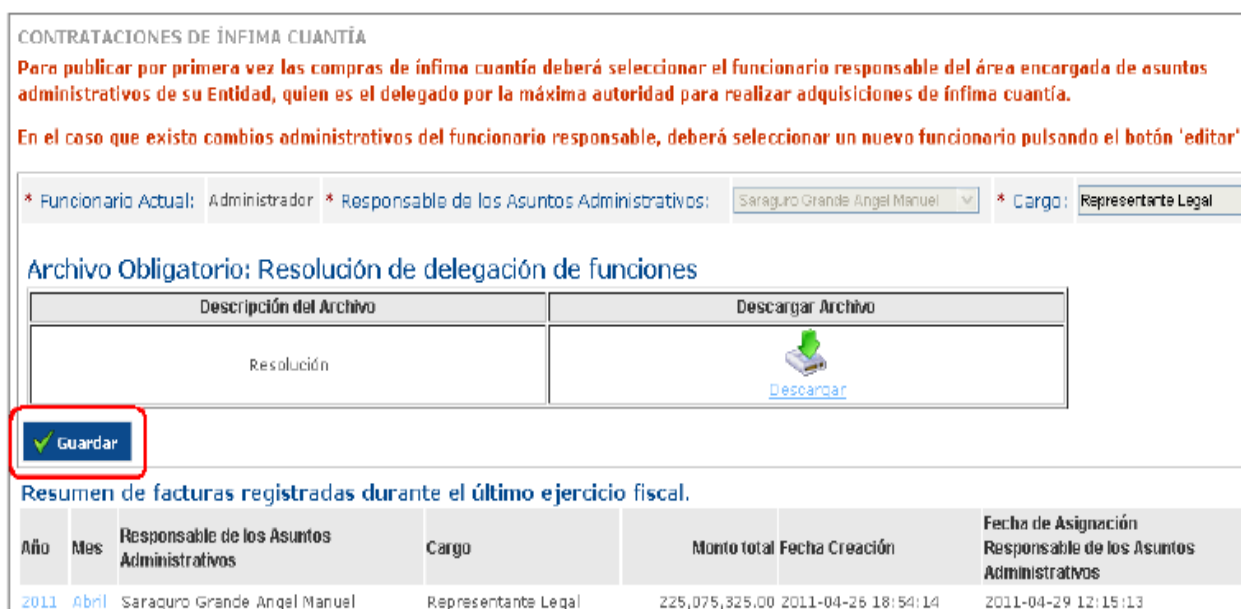 CONTRATACIONES DE ÍNFIMA CUANTÍA
Para publicar por primera vez las compras de ínfima cuantía deberá seleccionar el funcionario responsable del área encargada de asuntos
administrativos de su Entidad, quien es el delegado por la máxima autoridad para realizar adquisiciones de ínfima cuantía.
En el caso que exista cambios administrativos del funcionario responsable, deberá seleccionar un nuevo funcionario pulsando el botón 'editar'
* Funcionario Actual: Administrador * Responsable de los Asuntos Administrativos: Saraguro Grande Angel Manuel * Cargo: Representante Legal
Archivo Obligatorio: Resolución de delegación de funciones
Descripción del Archivo Descargar Archivo
Resolución
Descargar
Guardar
Resumen de facturas registradas durante el último ejercicio fiscal.
Año Mes Responsable de los Asuntos Administrativos Cargo Monto total Fecha Creación Fecha de Asignación Responsable de los Asuntos Administrativos
2011 Abril Saraguro Grande Angel Manuel Representante Legal 225,075,325.00 2011-04-26 18:54:14 2011-04-29 12:15:13